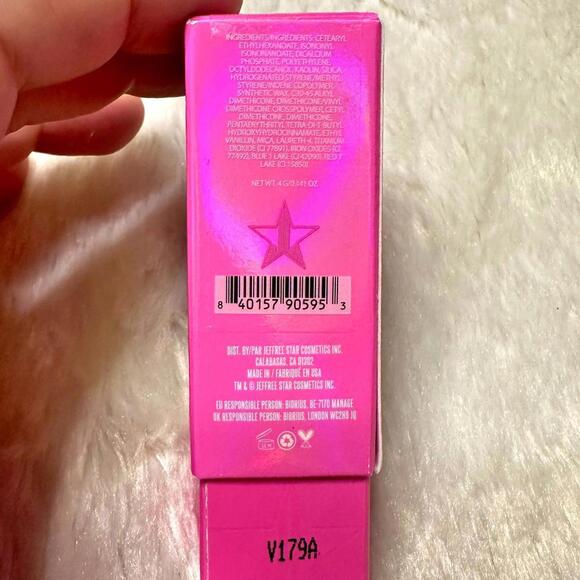 INGREDIENTS/INGREDIENTS: CETEARYL
ETHYLHEXANOATE, ISONONYL
ISONONANOATE, DICALCIUM
PHOSPHATE, POLYETHYLENE,
OCTYLDODECANOL, KAOLIN, SILICA,
HYDROGENATED STYRENE/METHYL
STYRENE/INDENE COPOLYMER,
SYNTHETIC WAX, C30-45 ALKYL
DIMETHICONE, DIMETHICONE/VINYL
DIMETHICONE CROSSPOLYMER, CETYL
DIMETHICONE, DIMETHICONE,
PENTAERYTHRITYL TETRA-DI-T-BUTYL
HYDROXYHYDROCINNAMATE, ETHYL
VANILLIN, MICA, LAURETH-4, TITANIUM
DIOXIDE (CI 77891), IRON OXIDES (CI
77492), BLUE 1 LAKE (CI 42090), RED 7
LAKE (CI 15850)
NET WT. 4 G/0.141 OZ
8 40157 90595 3
DIST. BY/PAR JEFFREE STAR COSMETICS INC.
CALABASAS, CA 91302
MADE IN / FABRIQUÉ EN USA
TM & © JEFFREE STAR COSMETICS INC.
EU RESPONSIBLE PERSON: BIORIUS, BE-7170 MANAGE
UK RESPONSIBLE PERSON: BIORIUS, LONDON WC2H9 JQ
V179A